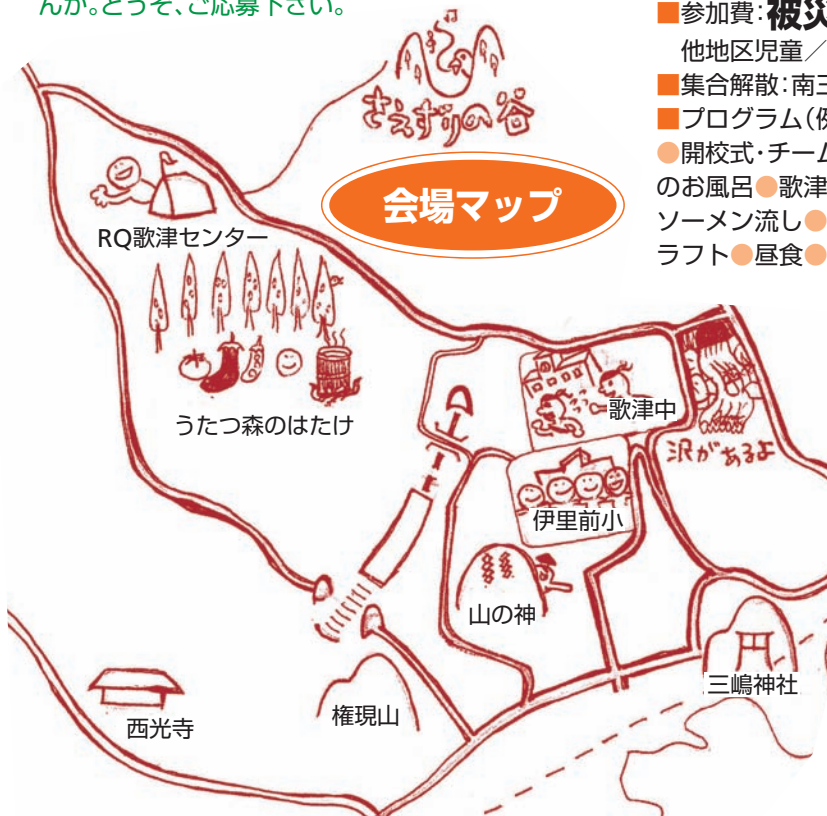 んか。どうぞ、ご応募下さい。
■参加費:被災
他地区児童/
■集合解散:南三
■プログラム(例
●開校式・チーム
のお風呂●歌津
ソーメン流し●
ラフト●昼食●
さえずりの谷
会場マップ
RQ歌津センター
うたつ森のはたけ
歌津中
沢があるよ
伊里前小
山の神
三嶋神社
権現山
西光寺